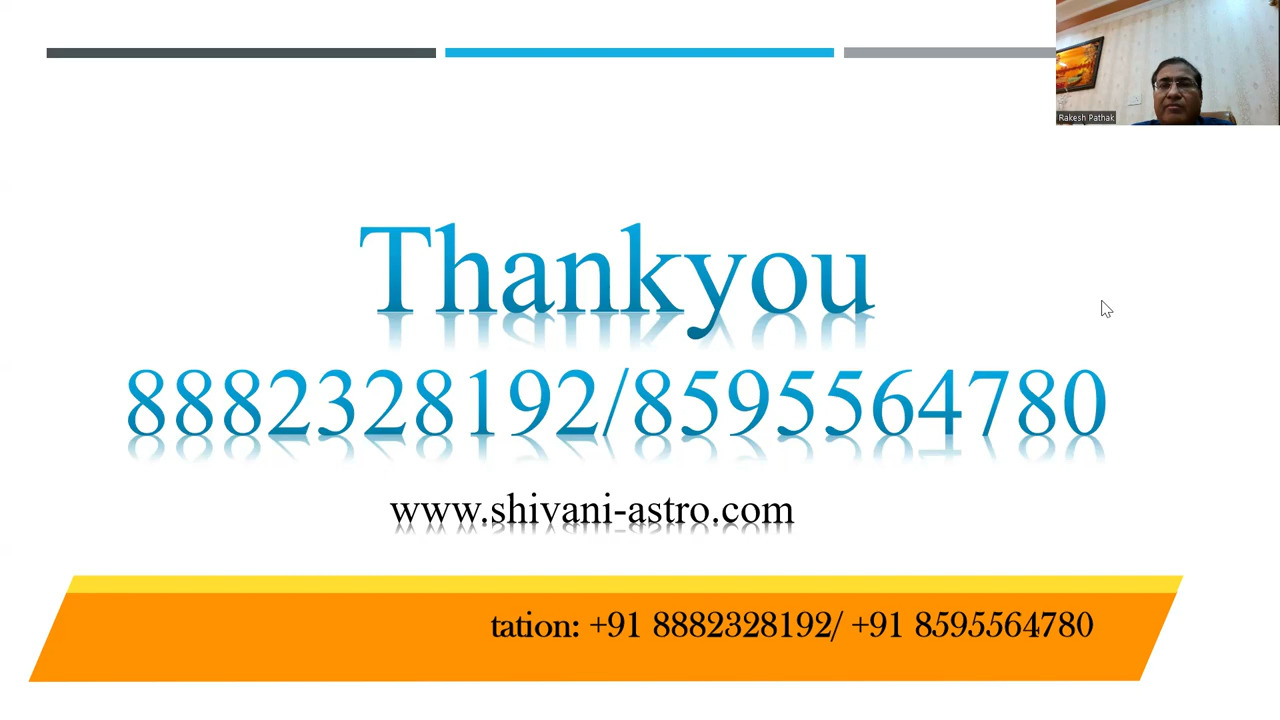 Rakesh Pathak
Thankyou
8882328192/8595564780
www.shivani-astro.com
tation: +91 8882328192/ +91 8595564780